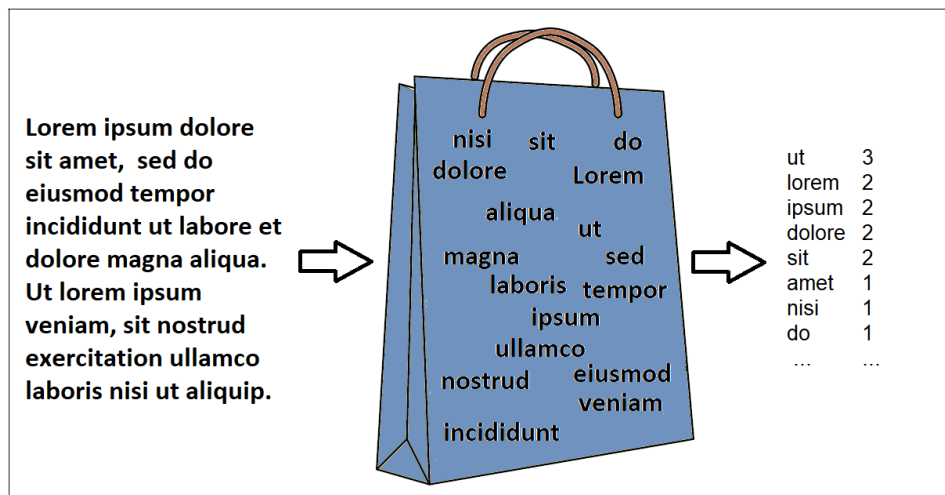 Lorem ipsum dolore
sit amet, sed do
eiusmod tempor
incididunt ut labore et
dolore magna aliqua.
Ut lorem ipsum
veniam, sit nostrud
exercitation ullamco
laboris nisi ut aliquip.
nisi sit do
dolore Lorem
aliqua
ut
magna sed
laboris tempor
ipsum
ullamco
nostrud eiusmod
veniam
incididunt
ut 3
lorem 2
ipsum 2
dolore 2
sit 2
amet 1
nisi 1
do 1
... ...